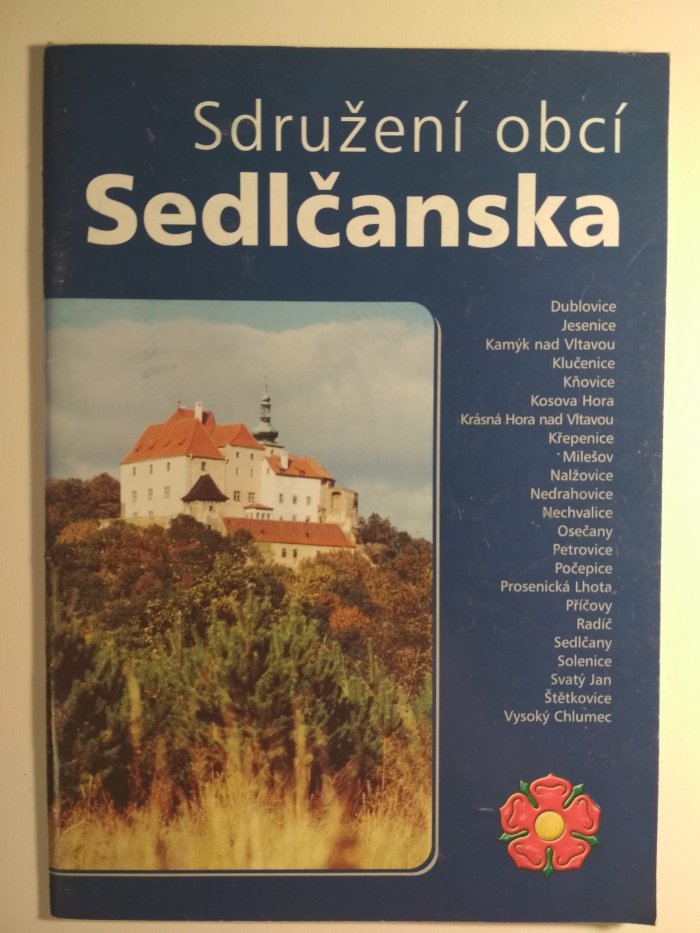 Sdružení obcí
Sedlčanska
Dublovice
Jesenice
Kamýk nad Vltavou
Klučenice
Kňovice
Kosova Hora
Krásná Hora nad Vltavou
Křepenice
Milešov
Nalžovice
Nedrahovice
Nechvalice
Osečany
Petrovice
Počepice
Prosenická Lhota
Příčovy
Radíč
Sedlčany
Solenice
Svatý Jan
Štětkovice
Vysoký Chlumec